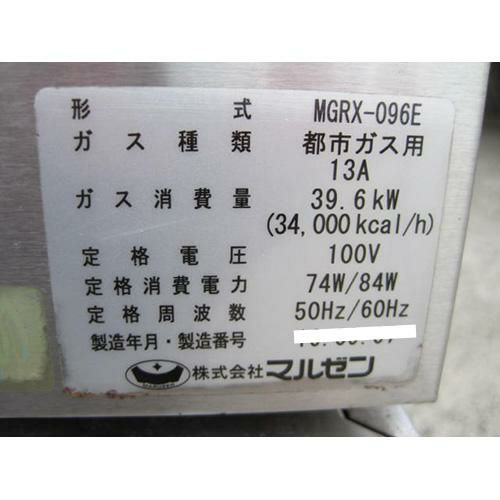 形式 MGRX-096E
ガス種類 都市ガス用
13A
ガス消費量 39.6kW
(34,000kcal/h)
定格電圧 100V
定格消費電力 74W/84W
定格周波数 50Hz/60Hz
製造年月・製造番号
株式会社マルゼン